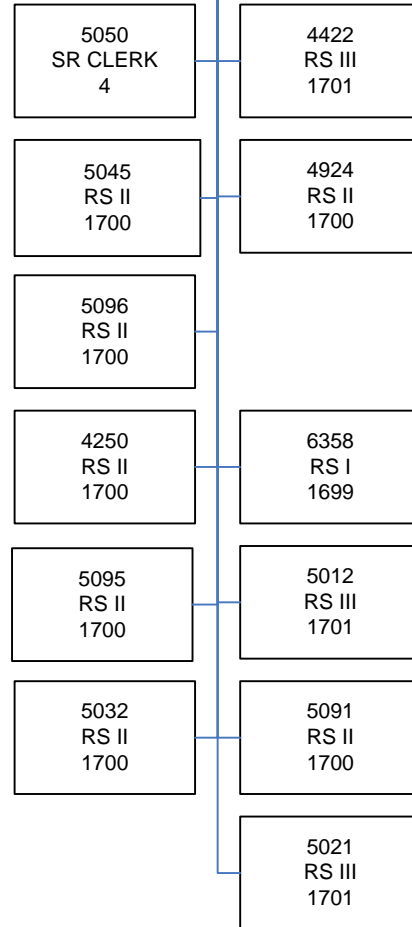 5050
SR CLERK
4
4422
RS III
1701
5045
RS II
1700
4924
RS II
1700
5096
RS II
1700
4250
RS II
1700
6358
RS I
1699
5095
RS II
1700
5012
RS III
1701
5032
RS II
1700
5091
RS II
1700
5021
RS III
1701